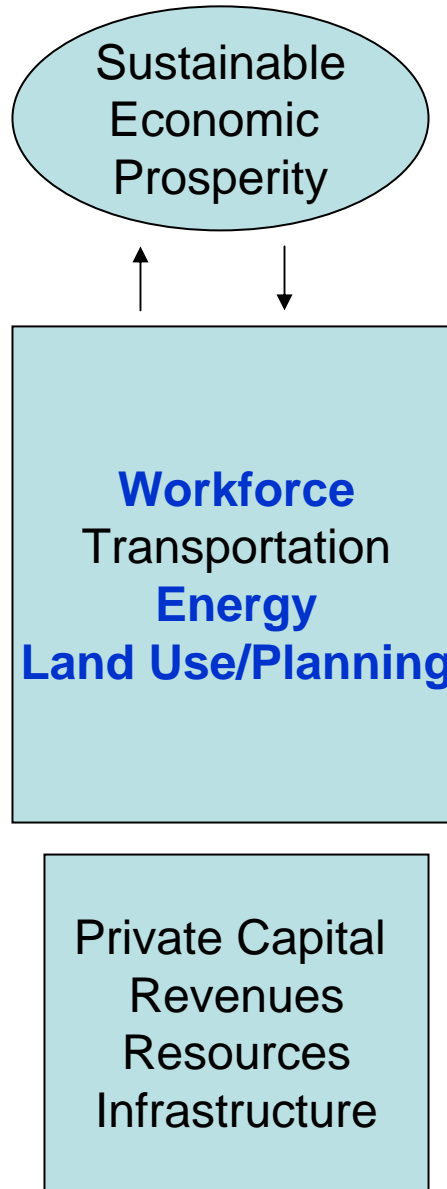 Sustainable
Economic
Prosperity
Workforce
Transportation
Energy
Land Use/Planning
Private Capital
Revenues
Resources
Infrastructure